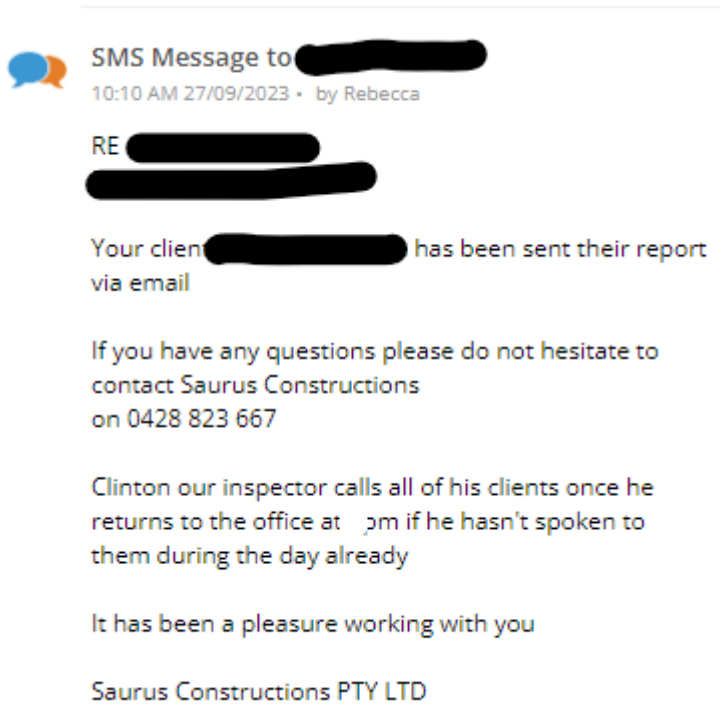 SMS Message to
10:10 AM 27/09/2023 • by Rebecca
RE
Your client has been sent their report
via email
If you have any questions please do not hesitate to
contact Saurus Constructions
on 0428 823 667
Clinton our inspector calls all of his clients once he
returns to the office at pm if he hasn't spoken to
them during the day already
It has been a pleasure working with you
Saurus Constructions PTY LTD